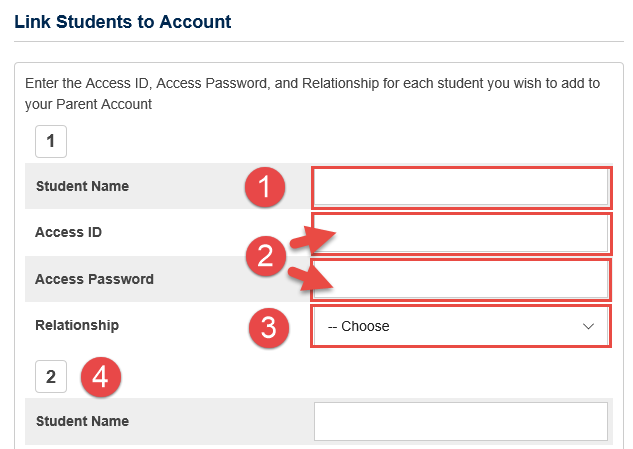 Link Students to Account
Enter the Access ID, Access Password, and Relationship for each student you wish to add to
your Parent Account
1
Student Name 1
Access ID
2
Access Password
Relationship 3 -- Choose
2 4
Student Name